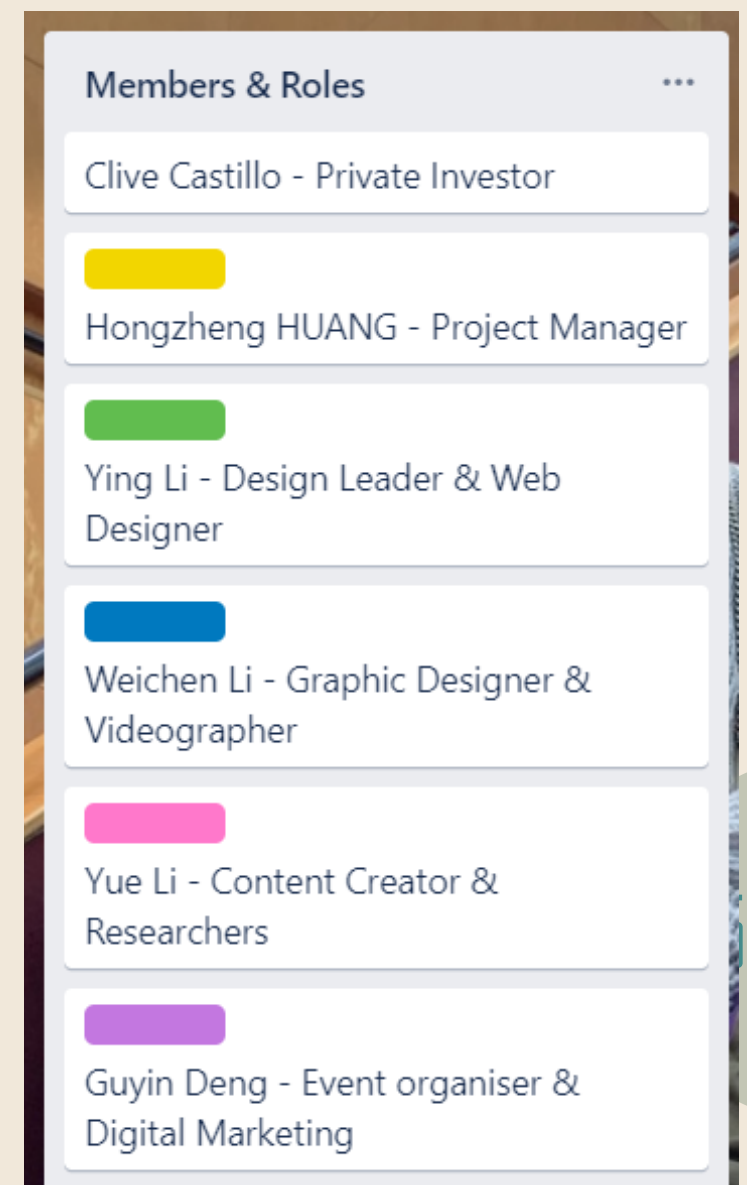 Members & Roles
Clive Castillo - Private Investor
Hongzheng HUANG - Project Manager
Ying Li - Design Leader & Web
Designer
Weichen Li - Graphic Designer &
Videographer
Yue Li - Content Creator &
Researchers
Guyin Deng - Event organiser &
Digital Marketing